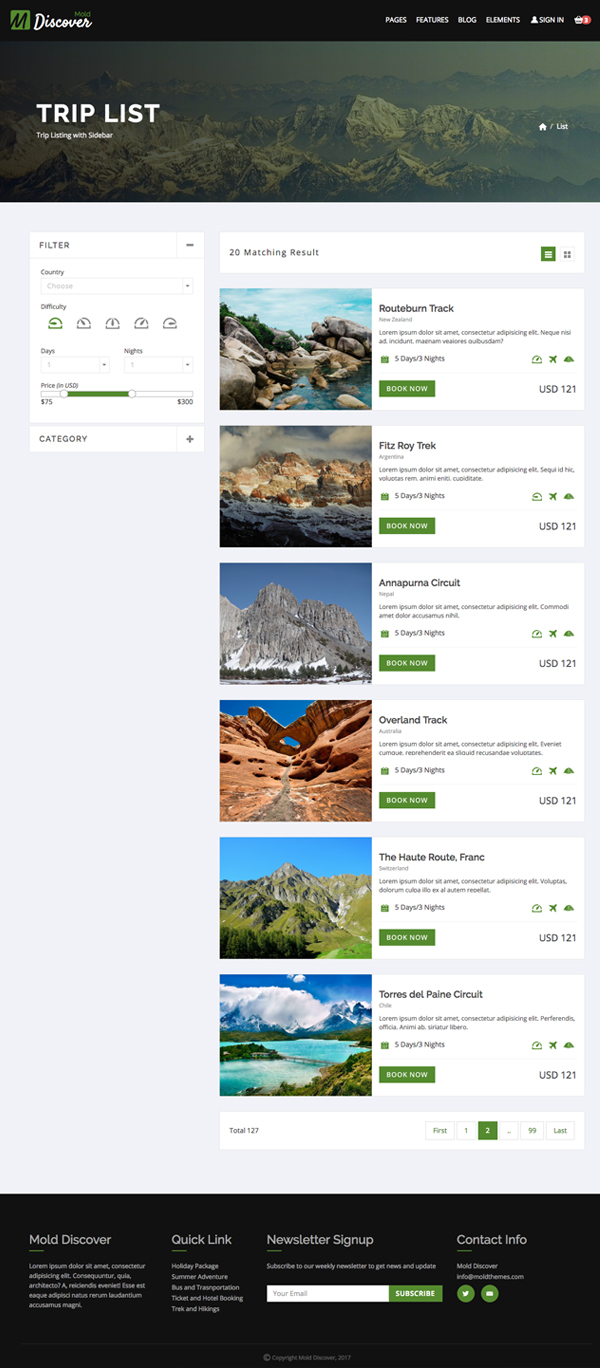 Mold
M Discover
PAGES FEATURES BLOG ELEMENTS SIGN IN 3
TRIP LIST
Trip Listing with Sidebar
/ List
FILTER
Country
Choose
Difficulty
Days Nights
1 1
Price (in USD)
$75 $300
CATEGORY
20 Matching Result
Routeburn Track
New Zealand
Lorem ipsum dolor sit amet, consectetur adipisicing elit. Neque nisi
ad, incidunt, maenam veaiores quibusdam?
5 Days/3 Nights
BOOK NOW USD 121
Fitz Roy Trek
Argentina
Lorem ipsum dolor sit amet, consectetur adipisicing elit. Sequi id hic,
voluptas rem, animi eniti, cupiditate.
5 Days/3 Nights
BOOK NOW USD 121
Annapurna Circuit
Nepal
Lorem ipsum dolor sit amet, consectetur adipisicing elit. Commodi
amet dolor accusamus nihil.
5 Days/3 Nights
BOOK NOW USD 121
Overland Track
Australia
Lorem ipsum dolor sit amet, consectetur adipisicing elit. Eveniet
cumque, reprehenderit ea aliquid recusandae voluptates.
5 Days/3 Nights
BOOK NOW USD 121
The Haute Route, Franc
Switzerland
Lorem ipsum dolor sit amet, consectetur adipisicing elit. Voluptas,
dolorum culpa illo ex al autem repellat.
5 Days/3 Nights
BOOK NOW USD 121
Torres del Paine Circuit
Chile
Lorem ipsum dolor sit amet, consectetur adipisicing elit. Perferendis,
officia. Animi ab, siriatur libero.
5 Days/3 Nights
BOOK NOW USD 121
Total 127
First 1 2 .. 99 Last
Mold Discover
Lorem ipsum dolor sit amet, consectetur
adipisicing elit. Consequuntur, quia,
architecto? A, reiciendis eveniet! Esse est
eaque adipisci natus rerum laudantium
accusamus magni.
Quick Link
Holiday Package
Summer Adventure
Bus and Trasnportation
Ticket and Hotel Booking
Trek and Hikings
Newsletter Signup
Subscribe to our weekly newsletter to get news and update
Your Email SUBSCRIBE
Contact Info
Mold Discover
info@moldthemes.com
© Copyright Mold Discover, 2017